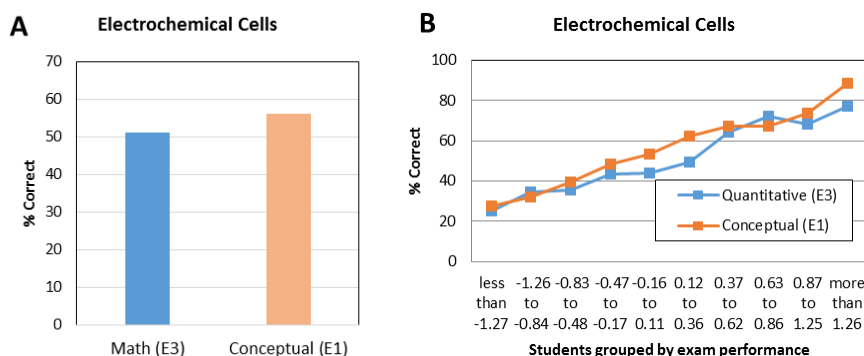 A
Electrochemical Cells
70
60
50
40
30
20
10
0
% Correct
Math (E3)
Conceptual (E1)
B
Electrochemical Cells
100
80
60
40
20
0
% Correct
Quantitative (E3)
Conceptual (E1)
less -1.26 -0.83 -0.47 -0.16 0.12 0.37 0.63 0.87 more
than to to to to to to to to than
-1.27 -0.84 -0.48 -0.17 0.11 0.36 0.62 0.86 1.25 1.26
Students grouped by exam performance